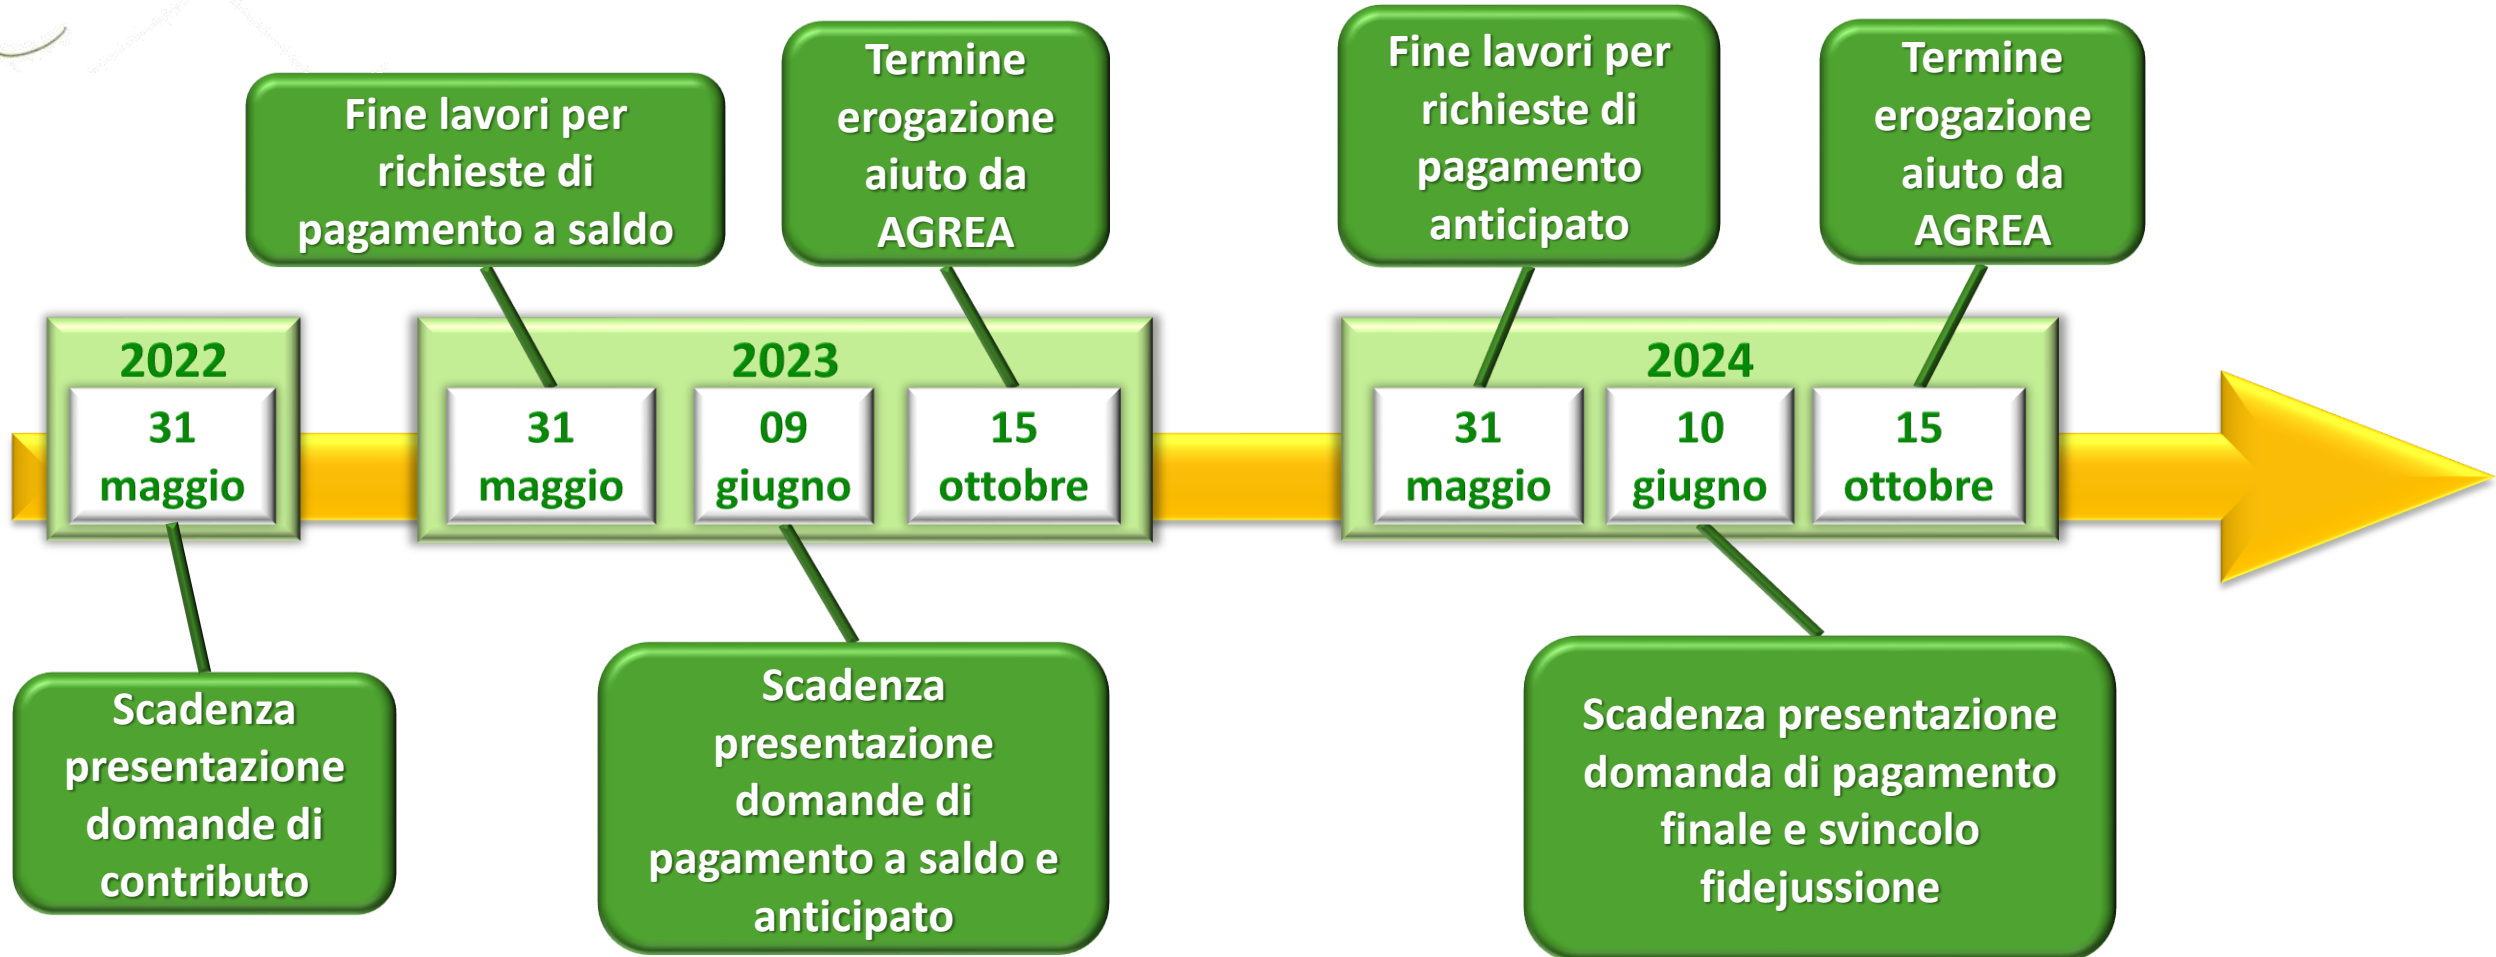 Fine lavori per
richieste di
pagamento a saldo
Termine
erogazione
aiuto da
AGREA
Fine lavori per
richieste di
pagamento
anticipato
Termine
erogazione
aiuto da
AGREA
2022
31
maggio
2023
31
maggio
09
giugno
15
ottobre
2024
31
maggio
10
giugno
15
ottobre
Scadenza
presentazione
domande di
contributo
Scadenza
presentazione
domande di
pagamento a saldo e
anticipato
Scadenza presentazione
domanda di pagamento
finale e svincolo
fidejussione